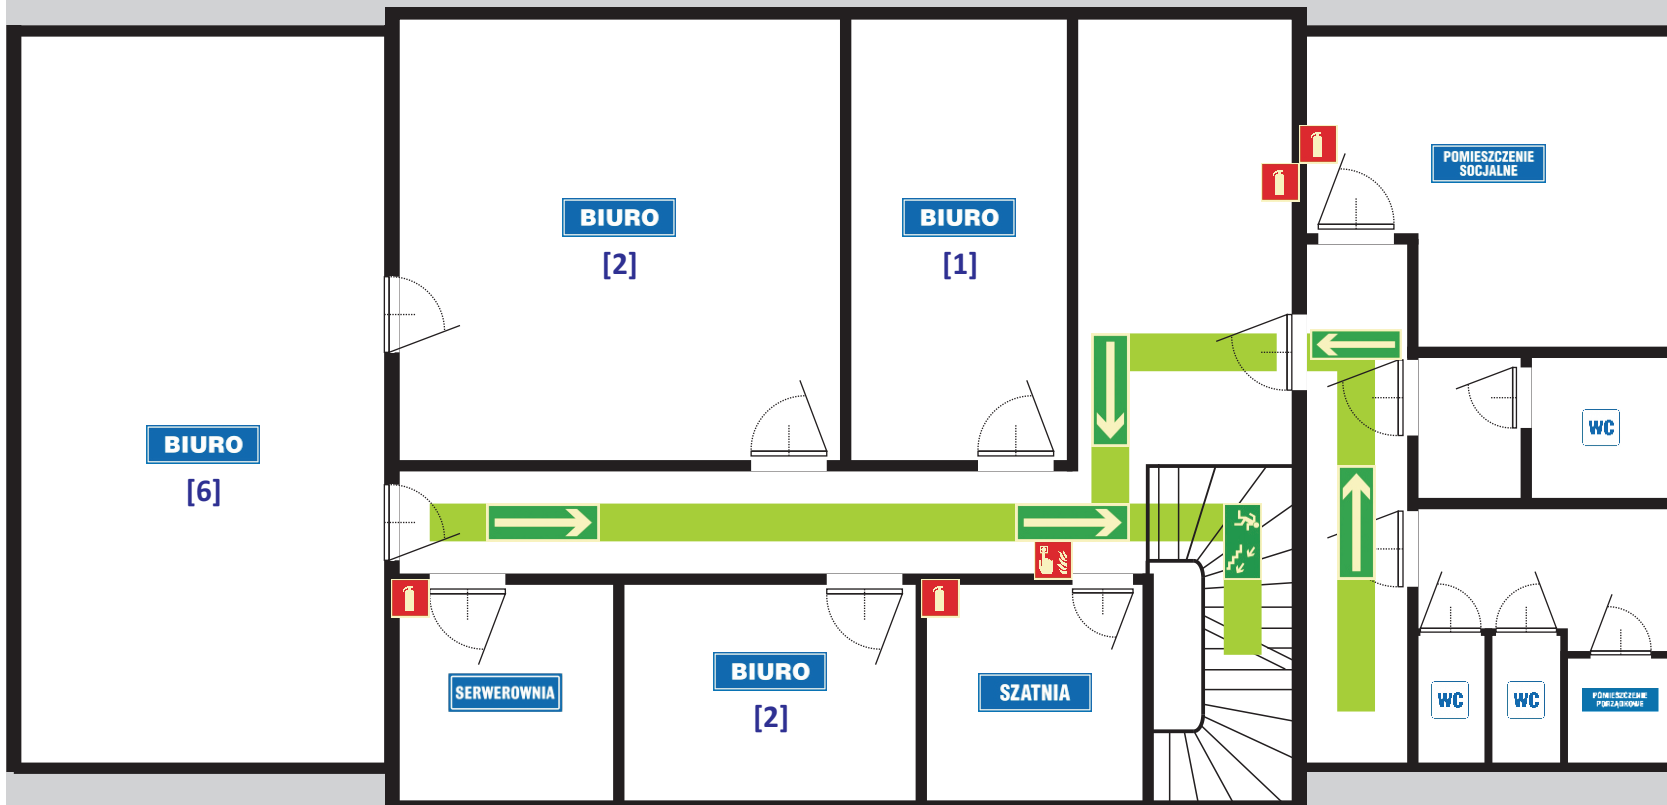 BIURO
[2]
BIURO
[1]
POMIESZCZENIE
SOCJALNE
BIURO
[6]
WC
SERWEROWNIA
BIURO
[2]
SZATNIA
WC
WC
POMIESZCZENIE
PORZĄDKOWE